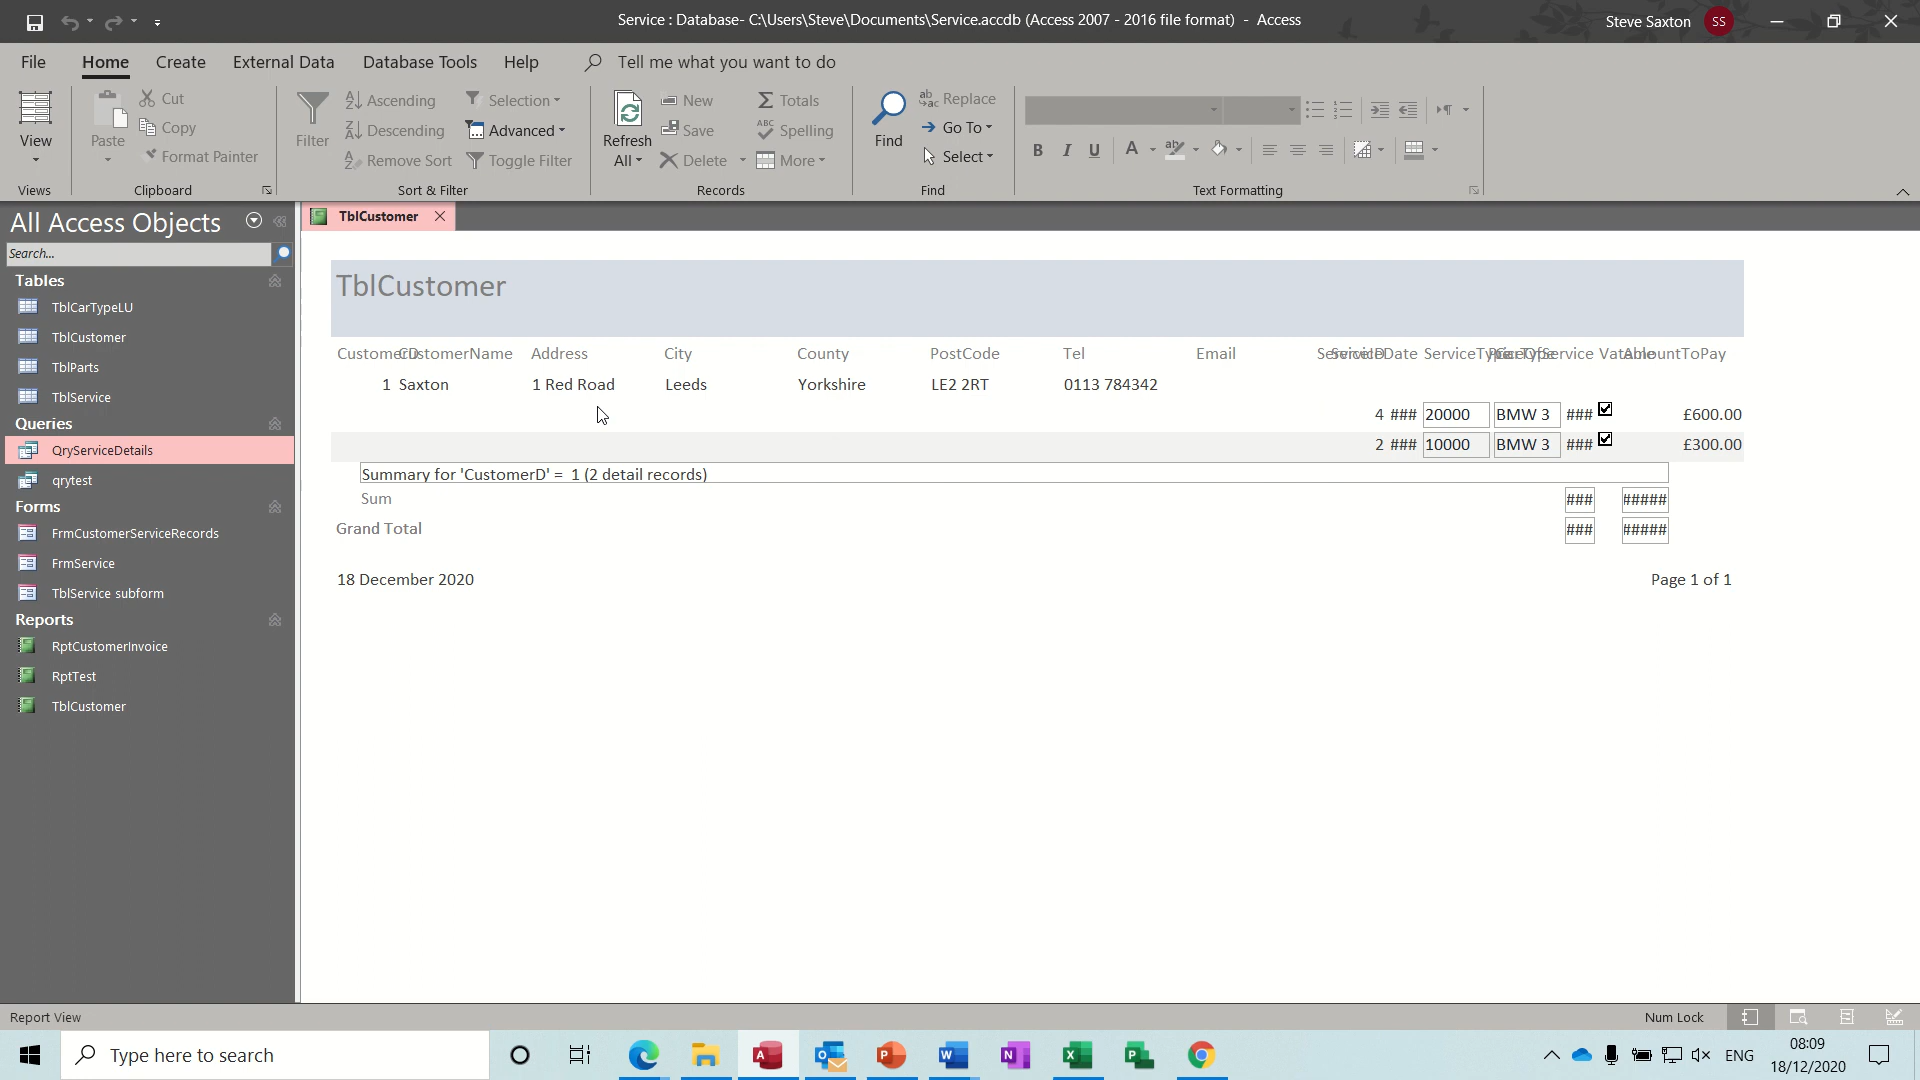 Service : Database- C:\Users\Steve\Documents\Service.accdb (Access 2007 - 2016 file format)  -  Access
Steve Saxton SS
File Home Create External Data Database Tools Help Tell me what you want to do
View
Views
Paste
Cut
Copy
Format Painter
Clipboard
Filter
Ascending
Descending
Remove Sort
Selection
Advanced
Toggle Filter
Sort & Filter
Refresh
All
New
Save
Delete
Totals
Spelling
More
Records
Find
Replace
Go To
Select
Find
B I U A
Text Formatting
All Access Objects
Search...
Tables
TblCarTypeLU
TblCustomer
TblParts
TblService
Queries
QryServiceDetails
qrytest
Forms
FrmCustomerServiceRecords
FrmService
TblService subform
Reports
RptCustomerInvoice
RptTest
TblCustomer
TblCustomer
TblCustomer
CustomerD CustomerName Address City County PostCode Tel Email ServiceID Date ServiceType Service Vatable AmountToPay
1 Saxton 1 Red Road Leeds Yorkshire LE2 2RT 0113 784342
4 ### 20000 BMW 3 ### £600.00
2 ### 10000 BMW 3 ### £300.00
Summary for 'CustomerD' =  1 (2 detail records)
Sum ### #####
Grand Total ### #####
18 December 2020 Page 1 of 1
Report View Num Lock
Type here to search
ENG
08:09
18/12/2020